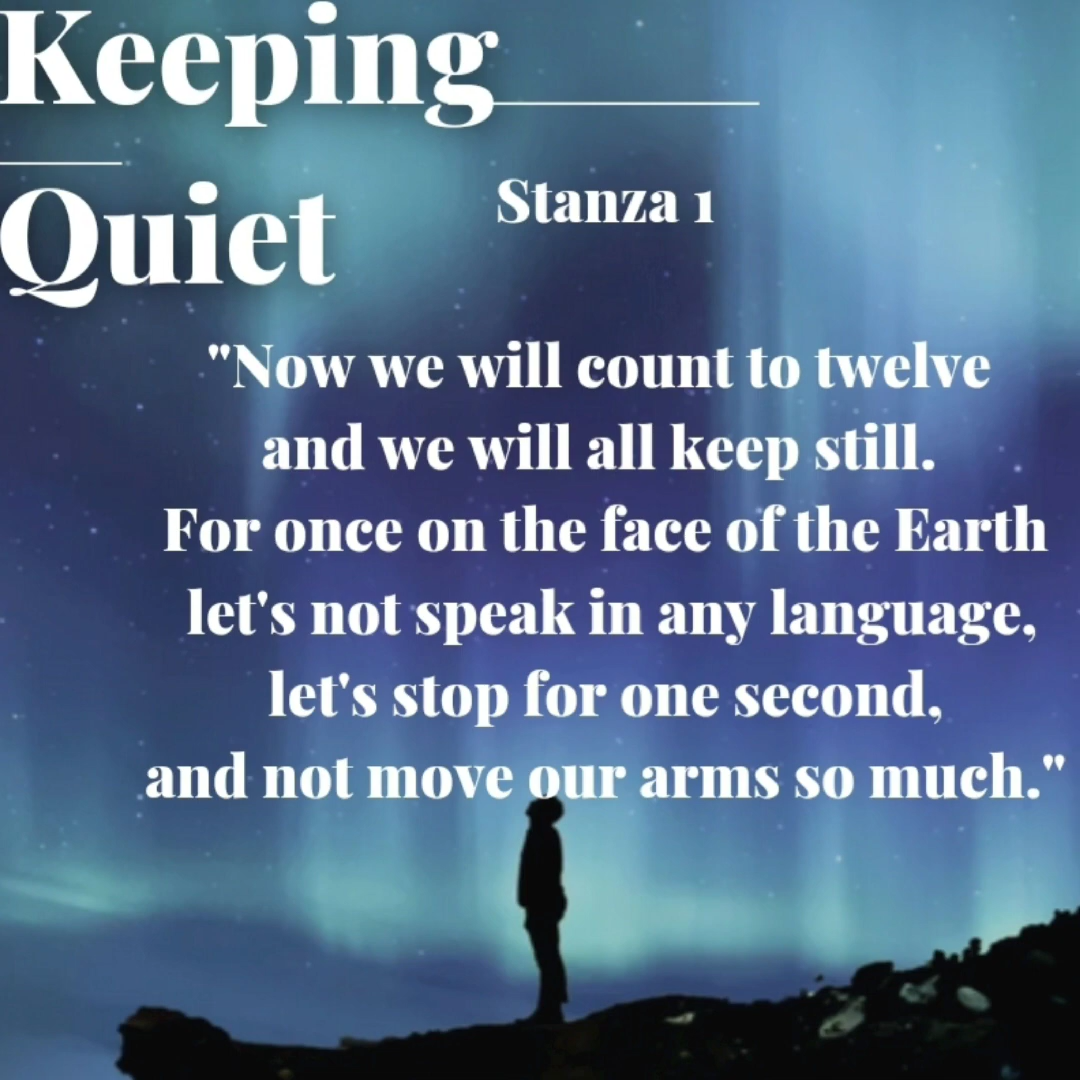 Keeping
Quiet
Stanza 1
"Now we will count to twelve
and we will all keep still.
For once on the face of the Earth
let's not speak in any language,
let's stop for one second,
and not move our arms so much."